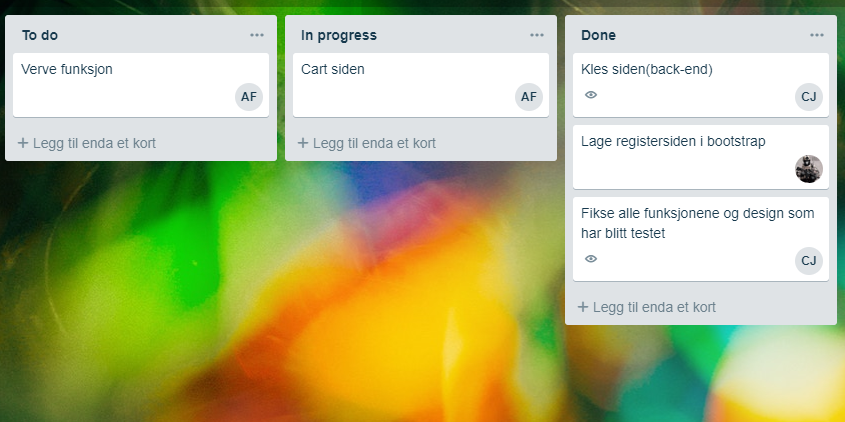 To do
Verve funksjon
AF
+ Legg til enda et kort
In progress
Cart siden
AF
+ Legg til enda et kort
Done
Kles siden(back-end)
CJ
Lage registersiden i bootstrap
Fikse alle funksjonene og design som
har blitt testet
CJ
+ Legg til enda et kort